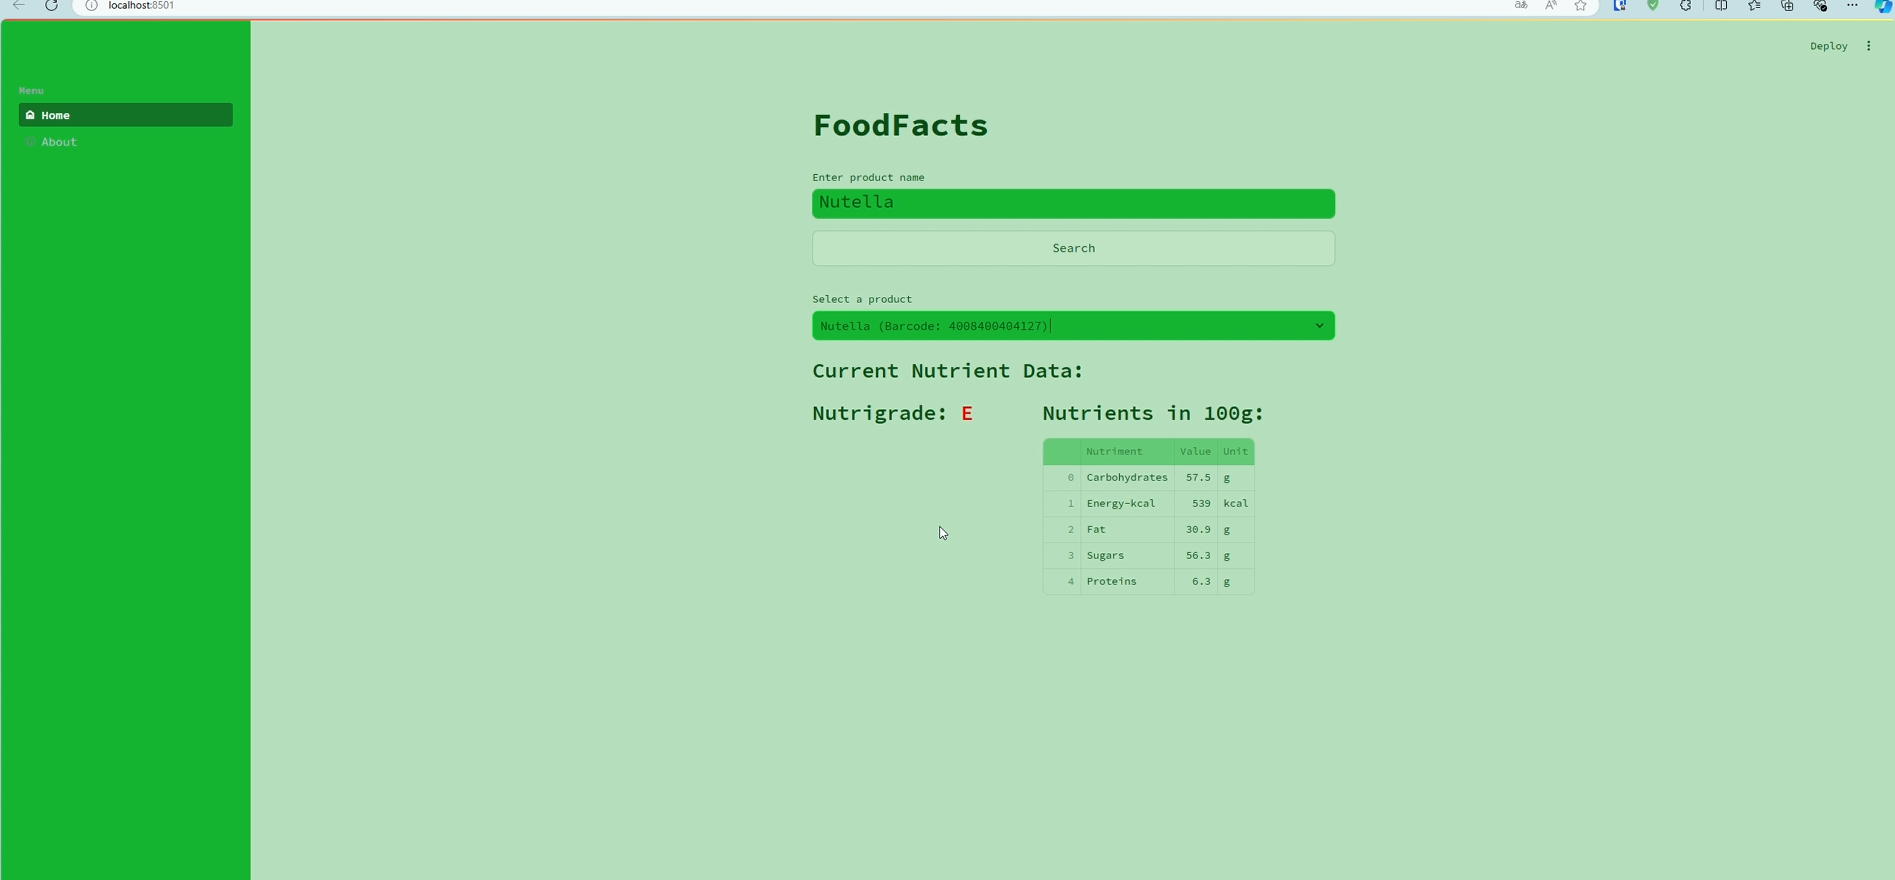 localhost:8501
Deploy
Menu
Home
About
FoodFacts
Enter product name
Nutella
Search
Select a product
Nutella (Barcode: 4008400404127)
Current Nutrient Data:
Nutrigrade: E
Nutrients in 100g:
Nutriment Value Unit
0 Carbohydrates 57.5 g
1 Energy-kcal 539 kcal
2 Fat 30.9 g
3 Sugars 56.3 g
4 Proteins 6.3 g